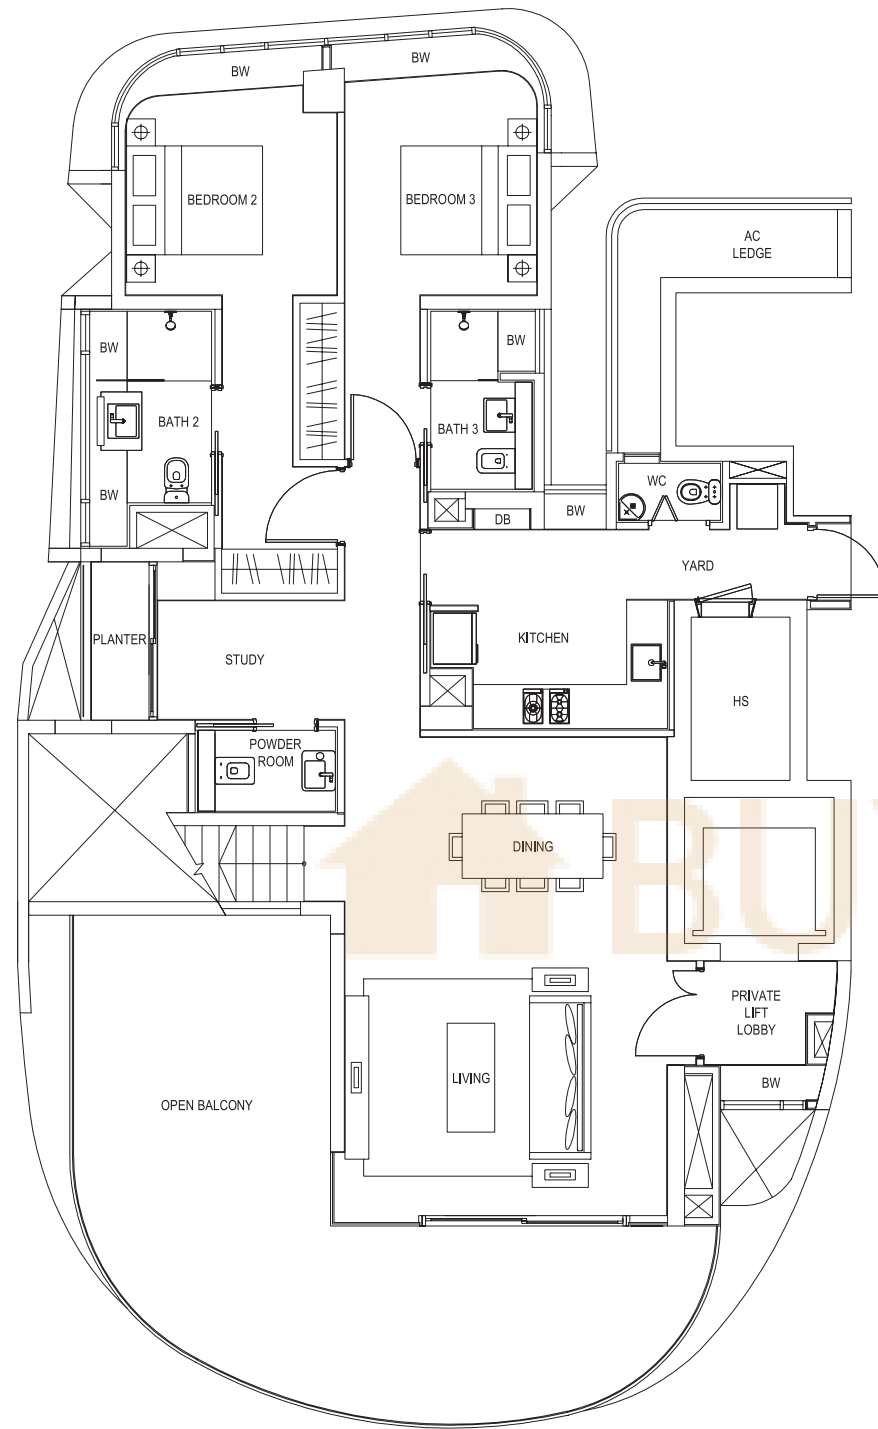 BW
BW
BEDROOM 2
BEDROOM 3
AC
LEDGE
BW
BW
BATH 2
BATH 3
WC
BW
DB
BW
YARD
PLANTER
KITCHEN
STUDY
HS
POWDER
ROOM
DINING
BU
PRIVATE
LIFT
LOBBY
LIVING
BW
OPEN BALCONY